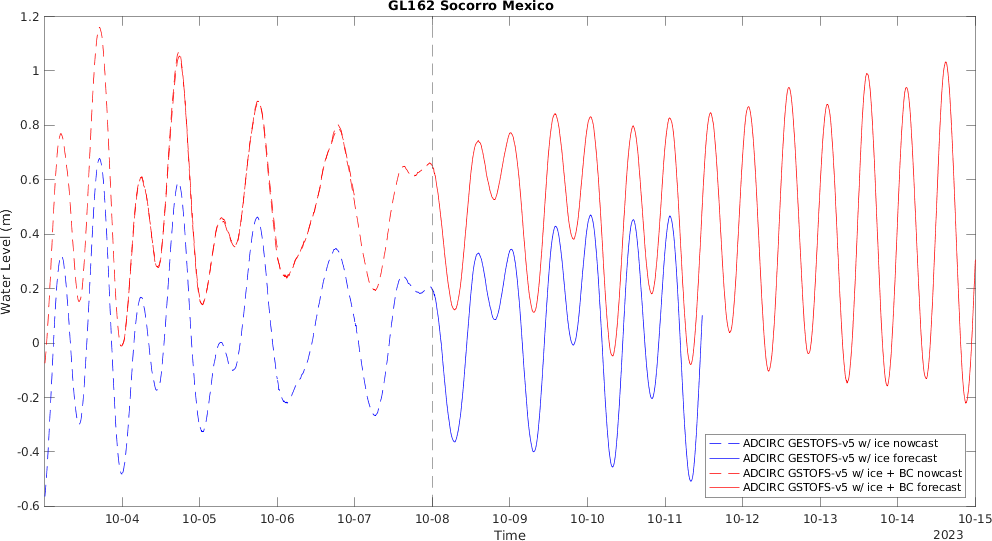 GL162 Socorro Mexico
Water Level (m)
1.2
1
0.8
0.6
0.4
0.2
0
-0.2
-0.4
-0.6
ADCIRC GESTOFS-v5 w/ ice nowcast
ADCIRC GESTOFS-v5 w/ ice forecast
ADCIRC GSTOFS-v5 w/ ice + BC nowcast
ADCIRC GSTOFS-v5 w/ ice + BC forecast
10-04 10-05 10-06 10-07 10-08 10-09 10-10 10-11 10-12 10-13 10-14 10-15
Time
2023